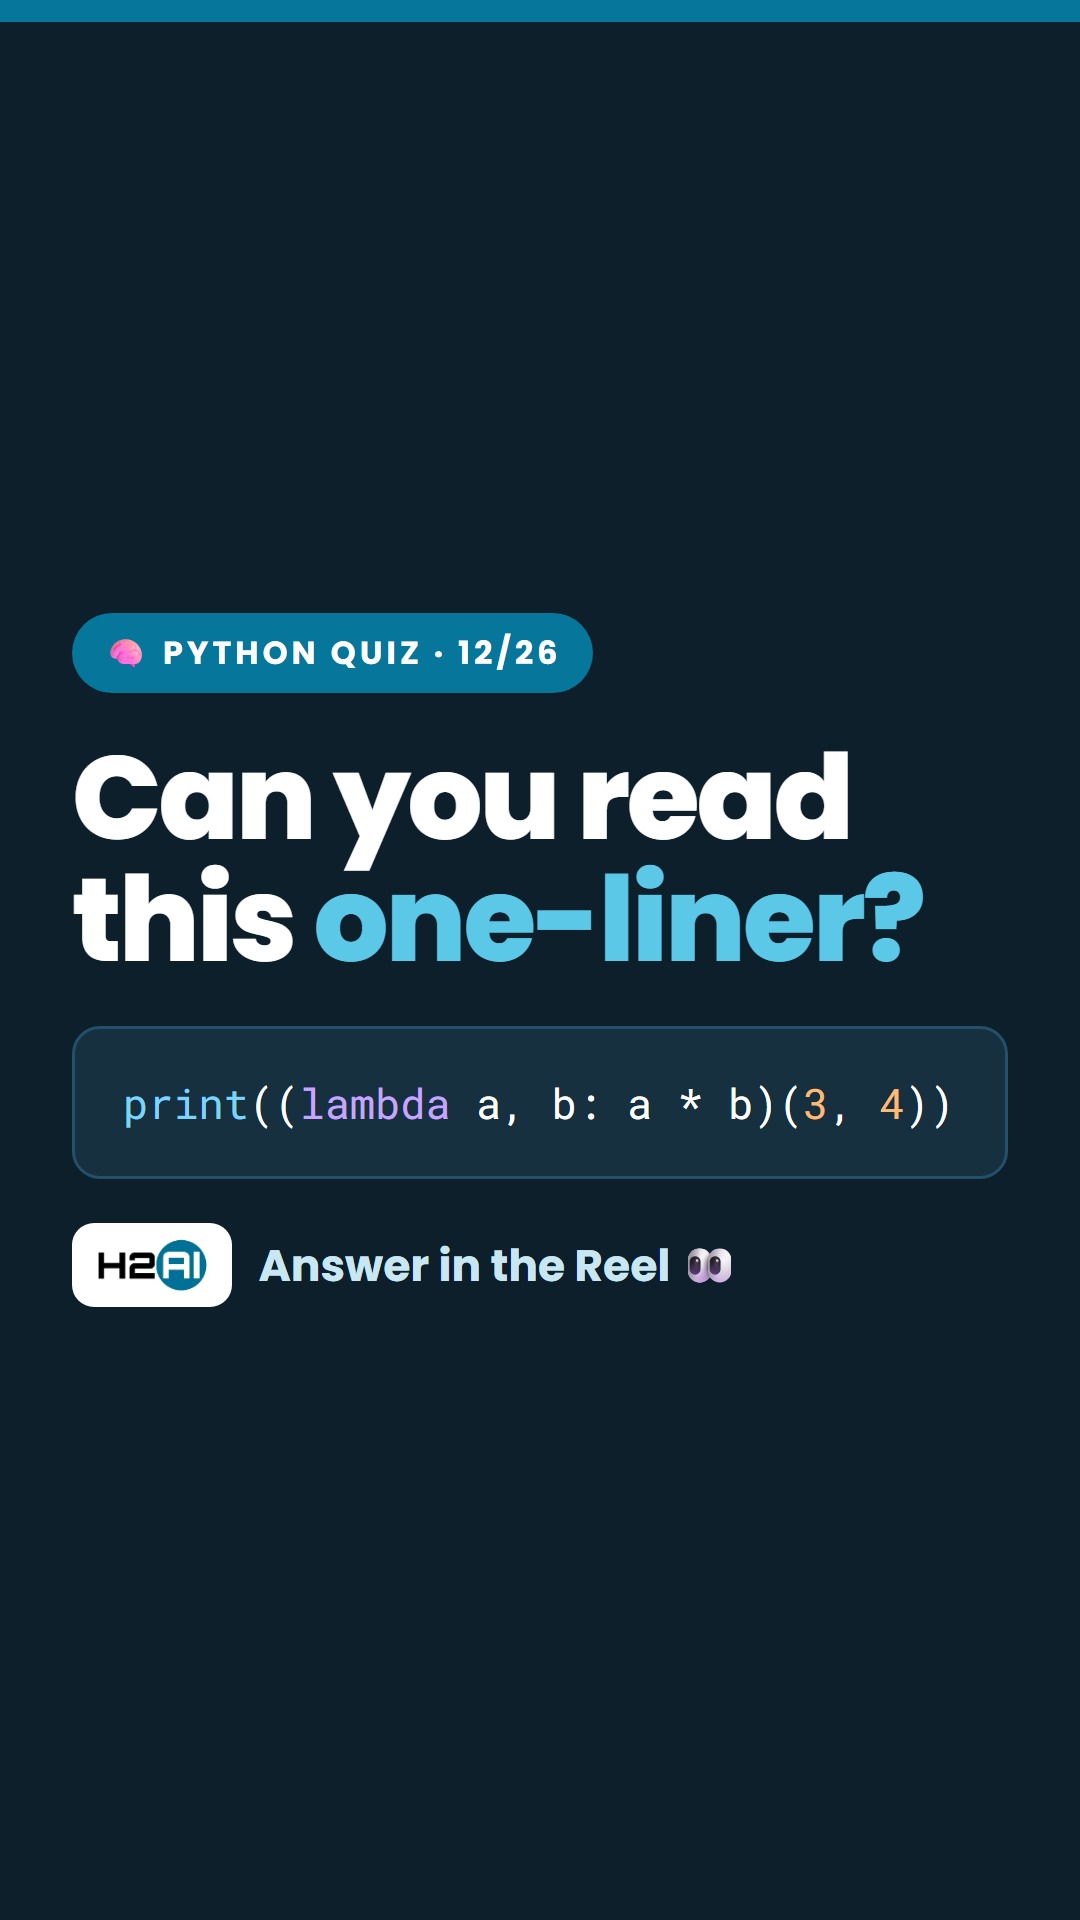 🧠 PYTHON QUIZ · 12/26
Can you read
this one-liner?
print((lambda a, b: a * b)(3, 4))
H2AI
Answer in the Reel 👀